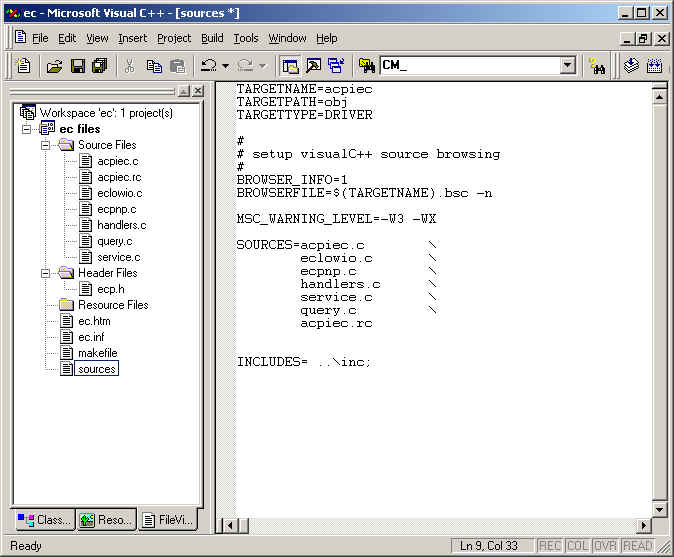 ec - Microsoft Visual C++ - [sources *]
File Edit View Insert Project Build Tools Window Help
CM_
Workspace 'ec': 1 project(s)
ec files
Source Files
acpiec.c
acpiec.rc
eclowio.c
ecpnp.c
handlers.c
query.c
service.c
Header Files
ecp.h
Resource Files
ec.htm
ec.inf
makefile
sources
Class... Reso... FileVi...
TARGETNAME=acpiec
TARGETPATH=obj
TARGETTYPE=DRIVER
#
# setup visualC++ source browsing
#
BROWSER_INFO=1
BROWSERFILE=$(TARGETNAME).bsc -n
MSC_WARNING_LEVEL=-W3 -WX
SOURCES=acpiec.c \
eclowio.c \
ecpnp.c \
handlers.c \
service.c \
query.c \
acpiec.rc
INCLUDES= ..\inc;
Ready
Ln 9, Col 33 REC COL OVR READ